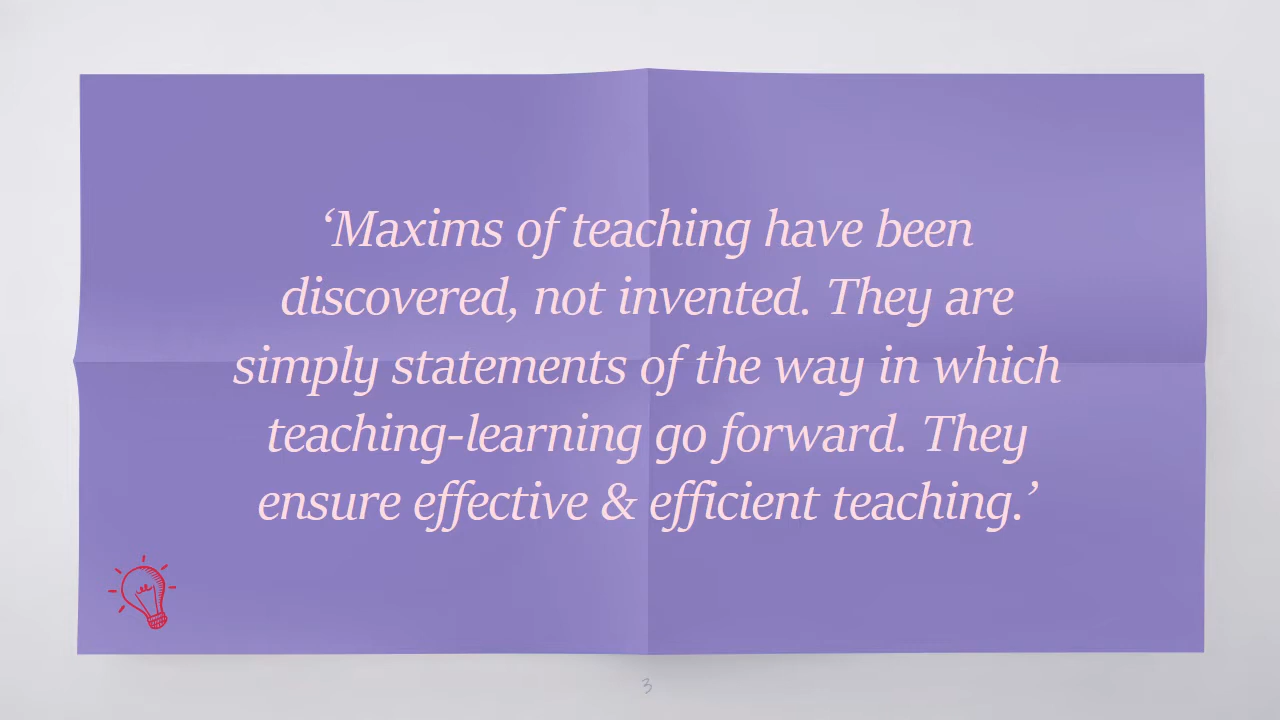 ‘Maxims of teaching have been
discovered, not invented. They are
simply statements of the way in which
teaching-learning go forward. They
ensure effective & efficient teaching.’
3